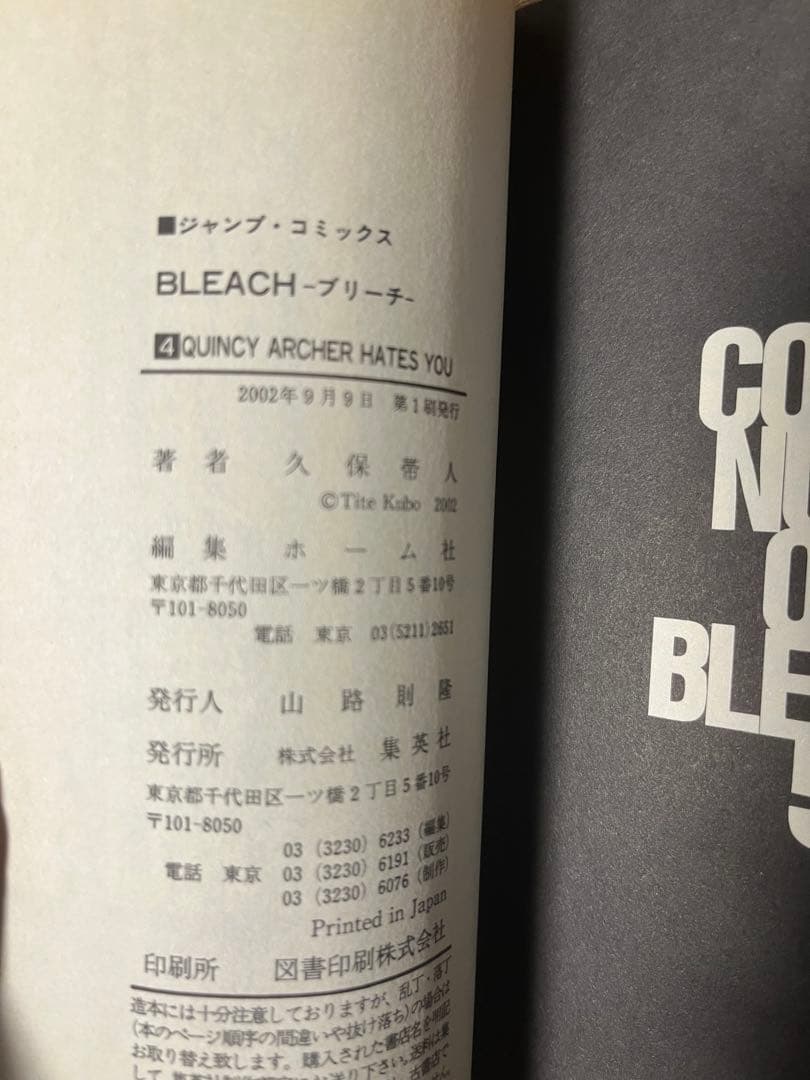 ■ジャンプ・コミックス
BLEACH-ブリーチ-
4 QUINCY ARCHER HATES YOU
2002年9月9日 第1刷発行
著者 久保帯人
©Tite Kubo 2002
編集 ホーム社
東京都千代田区一ツ橋2丁目5番10号
〒101-8050
電話 東京 03(5211)2651
発行人 山路則隆
発行所 株式会社 集英社
東京都千代田区一ツ橋2丁目5番10号
〒101-8050
03 (3230) 6233 (編集)
電話 東京 03 (3230) 6191 (販売)
03 (3230) 6076 (制作)
Printed in Japan
印刷所 図書印刷株式会社
造本には十分注意しておりますが、乱丁・落丁
(本のページ順序の間違いや抜け落ち)の場合は
お取り替え致します。購入された書店名を明記
CO
N
O
BLE